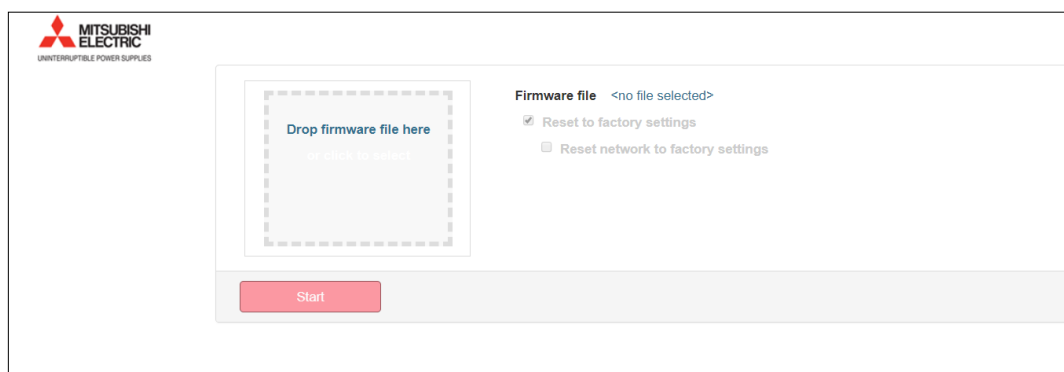 MITSUBISHI
ELECTRIC
UNINTERRUPTIBLE POWER SUPPLIES
Drop firmware file here
or click to select
Firmware file <no file selected>
Reset to factory settings
Reset network to factory settings
Start